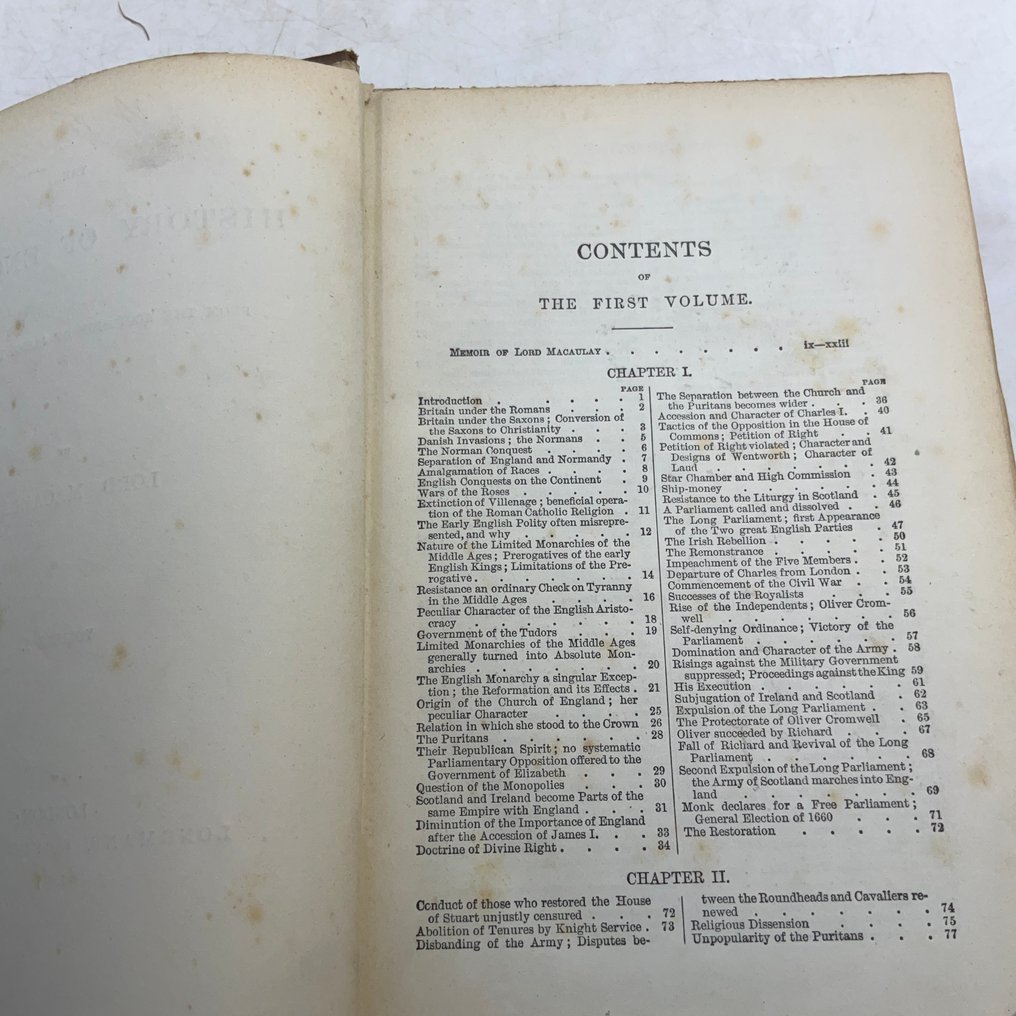 CONTENTS
OF
THE FIRST VOLUME.
MEMOIR OF LORD MACAULAY . . . . . . . . ix—xxiii
CHAPTER I.
PAGE
Introduction . . . . . 1
Britain under the Romans . . . 2
Britain under the Saxons; Conversion of
the Saxons to Christianity . . . 3
Danish Invasions; the Normans . . 5
The Norman Conquest . . . . 6
Separation of England and Normandy . 7
Amalgamation of Races . . . . 8
English Conquests on the Continent . 9
Wars of the Roses . . . . . 10
Extinction of Villenage; beneficial opera-
tion of the Roman Catholic Religion . 11
The Early English Polity often misrepre-
sented, and why . . . . . 12
Nature of the Limited Monarchies of the
Middle Ages; Prerogatives of the early
English Kings; Limitations of the Pre-
rogative . . . . . . 14
Resistance an ordinary Check on Tyranny
in the Middle Ages . . . . 16
Peculiar Character of the English Aristo-
cracy . . . . . . 18
Government of the Tudors . . . 19
Limited Monarchies of the Middle Ages
generally turned into Absolute Mon-
archies . . . . . . 20
The English Monarchy a singular Excep-
tion; the Reformation and its Effects . 21
Origin of the Church of England; her
peculiar Character . . . . 25
Relation in which she stood to the Crown 26
The Puritans . . . . . . 28
Their Republican Spirit; no systematic
Parliamentary Opposition offered to the
Government of Elizabeth . . . 29
Question of the Monopolies . . . 30
Scotland and Ireland become Parts of the
same Empire with England . . . 31
Diminution of the Importance of England
after the Accession of James I. . . 33
Doctrine of Divine Right . . . . 34
PAGE
The Separation between the Church and
the Puritans becomes wider . . . 36
Accession and Character of Charles I. . 40
Tactics of the Opposition in the House of
Commons; Petition of Right . . 41
Petition of Right violated; Character and
Designs of Wentworth; Character of
Laud . . . . . . . 42
Star Chamber and High Commission . 43
Ship-money . . . . . . 44
Resistance to the Liturgy in Scotland . 45
A Parliament called and dissolved . . 46
The Long Parliament; first Appearance
of the Two great English Parties . 47
The Irish Rebellion . . . . . 50
The Remonstrance . . . . . 51
Impeachment of the Five Members . . 52
Departure of Charles from London . . 53
Commencement of the Civil War . . 54
Successes of the Royalists . . . 55
Rise of the Independents; Oliver Crom-
well . . . . . . . 56
Self-denying Ordinance; Victory of the
Parliament . . . . . . 57
Domination and Character of the Army . 58
Risings against the Military Government
suppressed; Proceedings against the King 59
His Execution . . . . . . 61
Subjugation of Ireland and Scotland . 62
Expulsion of the Long Parliament . . 63
The Protectorate of Oliver Cromwell . 65
Oliver succeeded by Richard . . . 67
Fall of Richard and Revival of the Long
Parliament . . . . . . 68
Second Expulsion of the Long Parliament;
the Army of Scotland marches into Eng-
land . . . . . . . 69
Monk declares for a Free Parliament;
General Election of 1660 . . . 71
The Restoration . . . . . 72
CHAPTER II.
Conduct of those who restored the House
of Stuart unjustly censured . . . 72
Abolition of Tenures by Knight Service . 73
Disbanding of the Army; Disputes be-
tween the Roundheads and Cavaliers re-
newed . . . . . . . 74
Religious Dissension . . . . 75
Unpopularity of the Puritans . . . 77